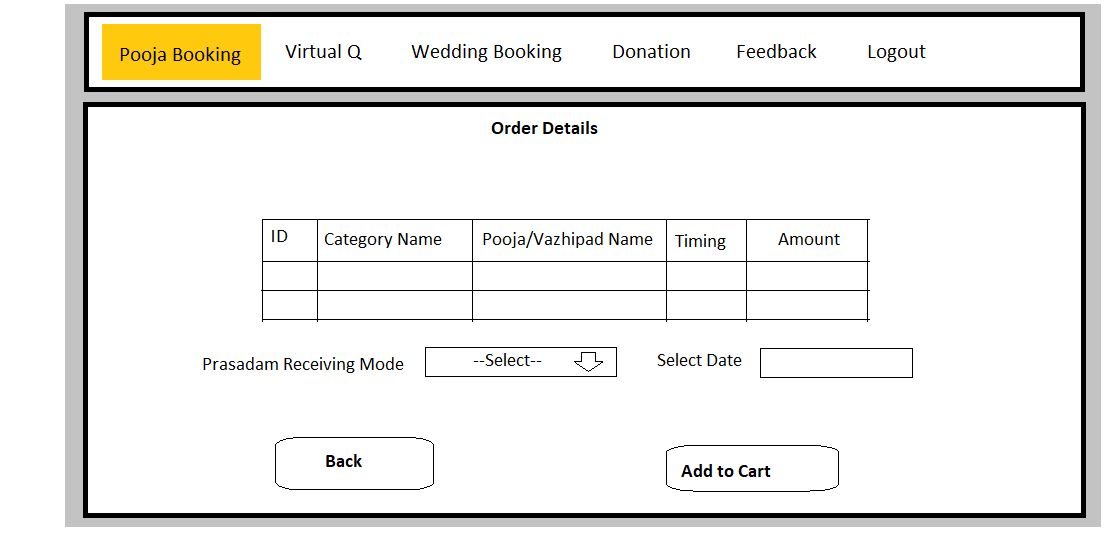 Pooja Booking Virtual Q Wedding Booking Donation Feedback Logout
Order Details
ID Category Name Pooja/Vazhipad Name Timing Amount
Prasadam Receiving Mode --Select-- Select Date
Back Add to Cart